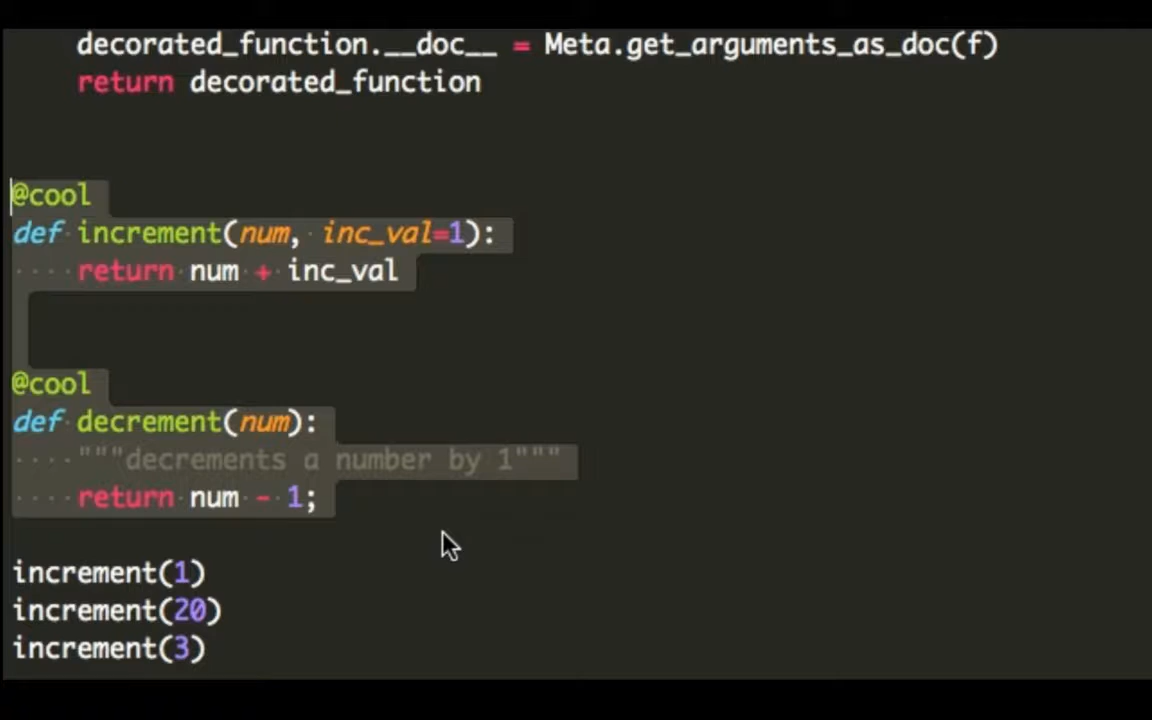 decorated_function.__doc__ = Meta.get_arguments_as_doc(f)
return decorated_function
@cool
def increment(num, inc_val=1):
return num + inc_val
@cool
def decrement(num):
"""decrements a number by 1"""
return num - 1;
increment(1)
increment(20)
increment(3)